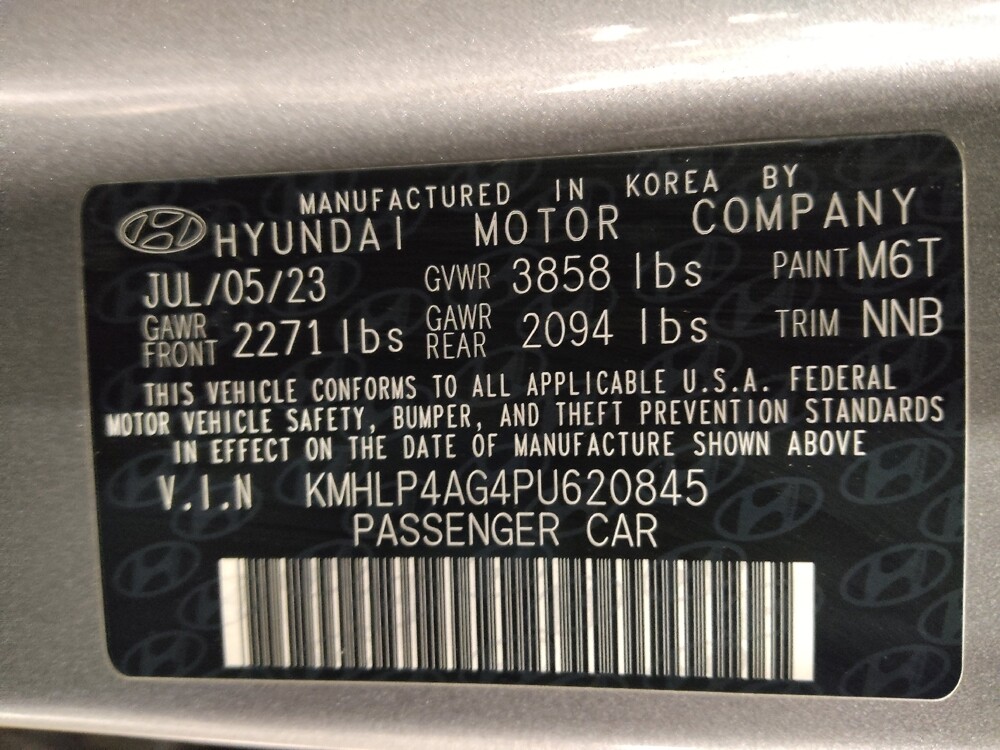 MANUFACTURED IN KOREA BY
HYUNDAI MOTOR COMPANY
JUL/05/23 GVWR 3858 lbs PAINT M6T
GAWR FRONT 2271 lbs GAWR REAR 2094 lbs TRIM NNB
THIS VEHICLE CONFORMS TO ALL APPLICABLE U.S.A. FEDERAL
MOTOR VEHICLE SAFETY, BUMPER, AND THEFT PREVENTION STANDARDS
IN EFFECT ON THE DATE OF MANUFACTURE SHOWN ABOVE
V.I.N KMHLP4AG4PU620845
PASSENGER CAR